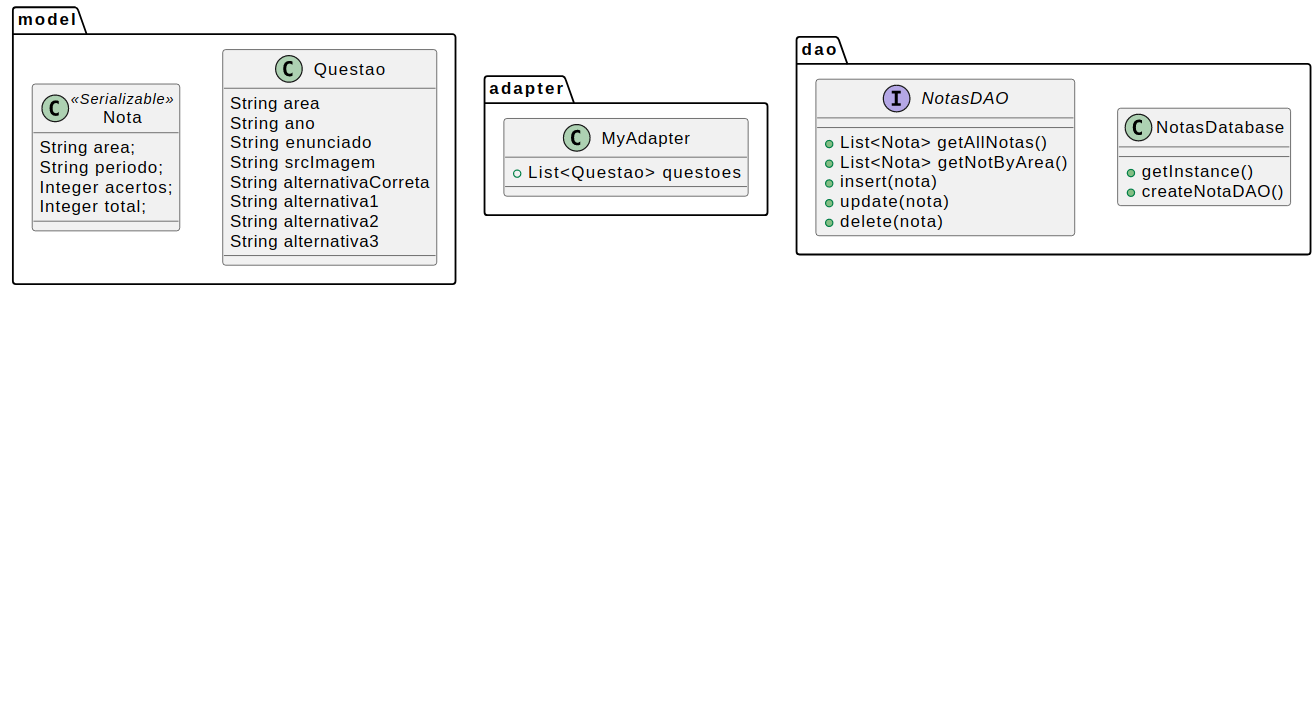 model
«Serializable»
C Nota
String area;
String periodo;
Integer acertos;
Integer total;
C Questao
String area
String ano
String enunciado
String srcImagem
String alternativaCorreta
String alternativa1
String alternativa2
String alternativa3
adapter
C MyAdapter
List<Questao> questoes
dao
I NotasDAO
List<Nota> getAllNotas()
List<Nota> getNotByArea()
insert(nota)
update(nota)
delete(nota)
C NotasDatabase
getInstance()
createNotaDAO()